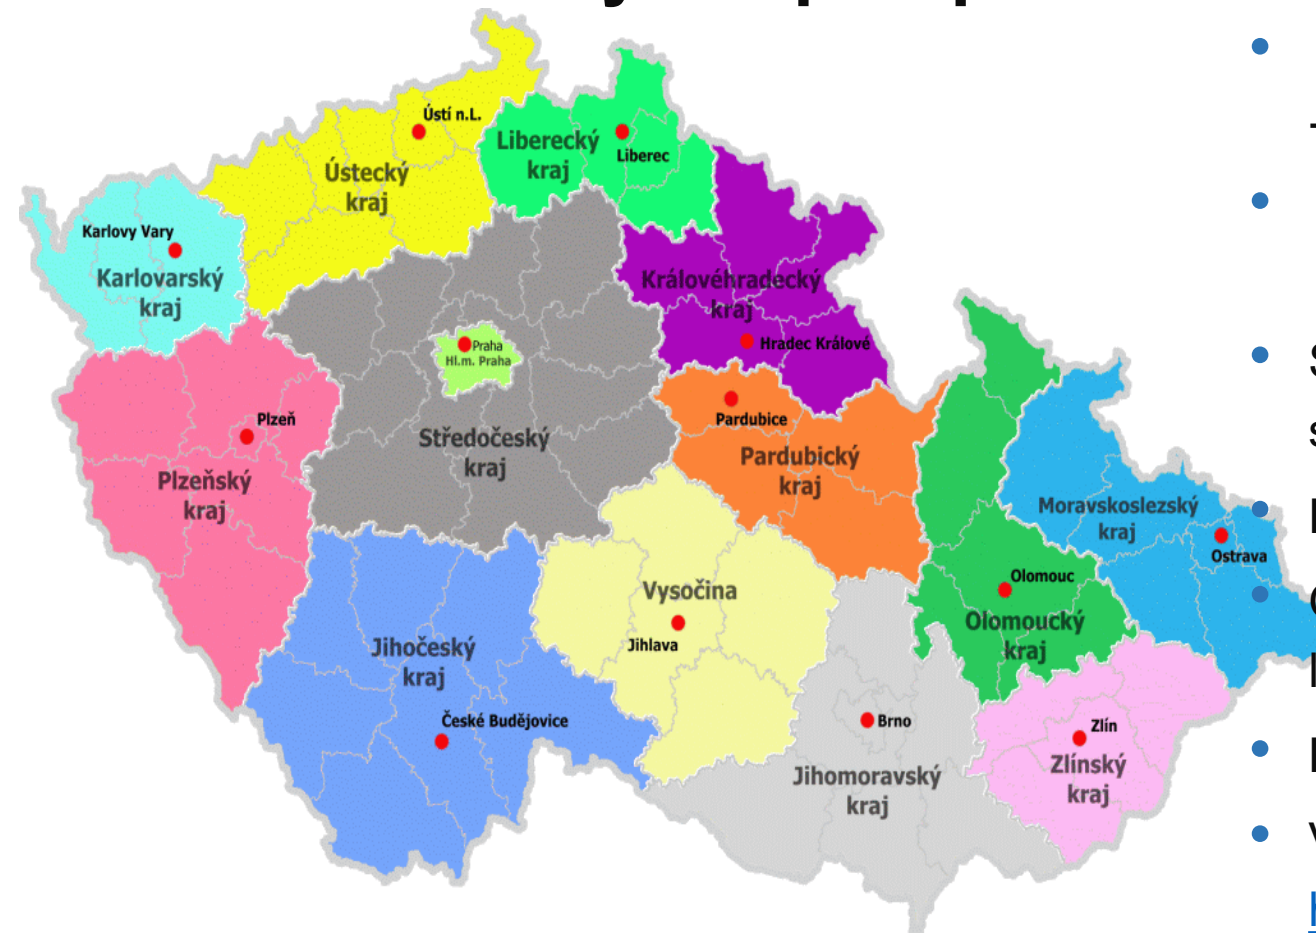 Ústí n.L.
Ústecký
kraj
Liberecký
kraj
Liberec
Karlovy Vary
Karlovarský
kraj
Královéhradecký
kraj
Hradec Králové
Praha
Hl.m. Praha
Plzeň
Plzeňský
kraj
Středočeský
kraj
Pardubice
Pardubický
kraj
Moravskoslezský
kraj
Ostrava
Olomouc
Olomoucký
kraj
Vysočina
Jihlava
Jihočeský
kraj
České Budějovice
Brno
Jihomoravský
kraj
Zlín
Zlínský
kraj